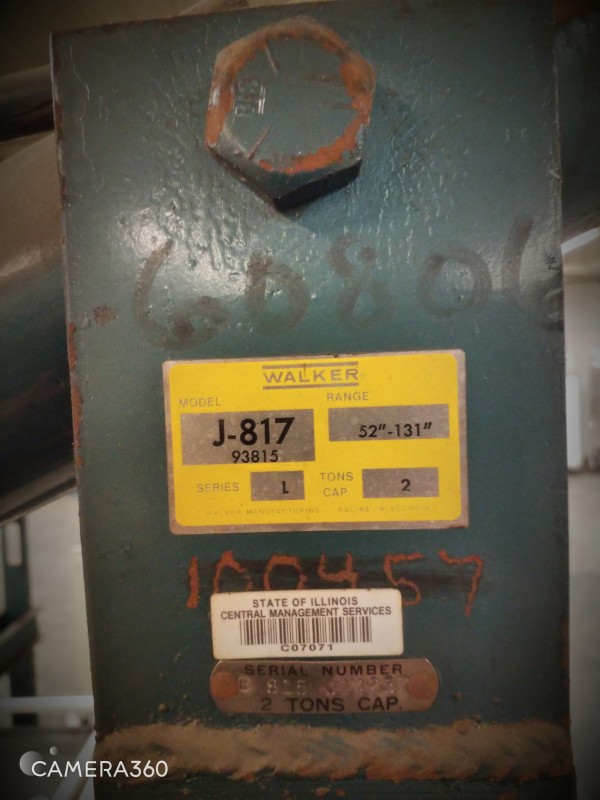 60806
WALKER
MODEL
RANGE
J-817
93815
52"-131"
SERIES
L
TONS
CAP.
2
WALKER MANUFACTURING RACINE, WISCONSIN
100457
STATE OF ILLINOIS
CENTRAL MANAGEMENT SERVICES
C07071
SERIAL NUMBER
2 TONS CAP.
CAMERA360